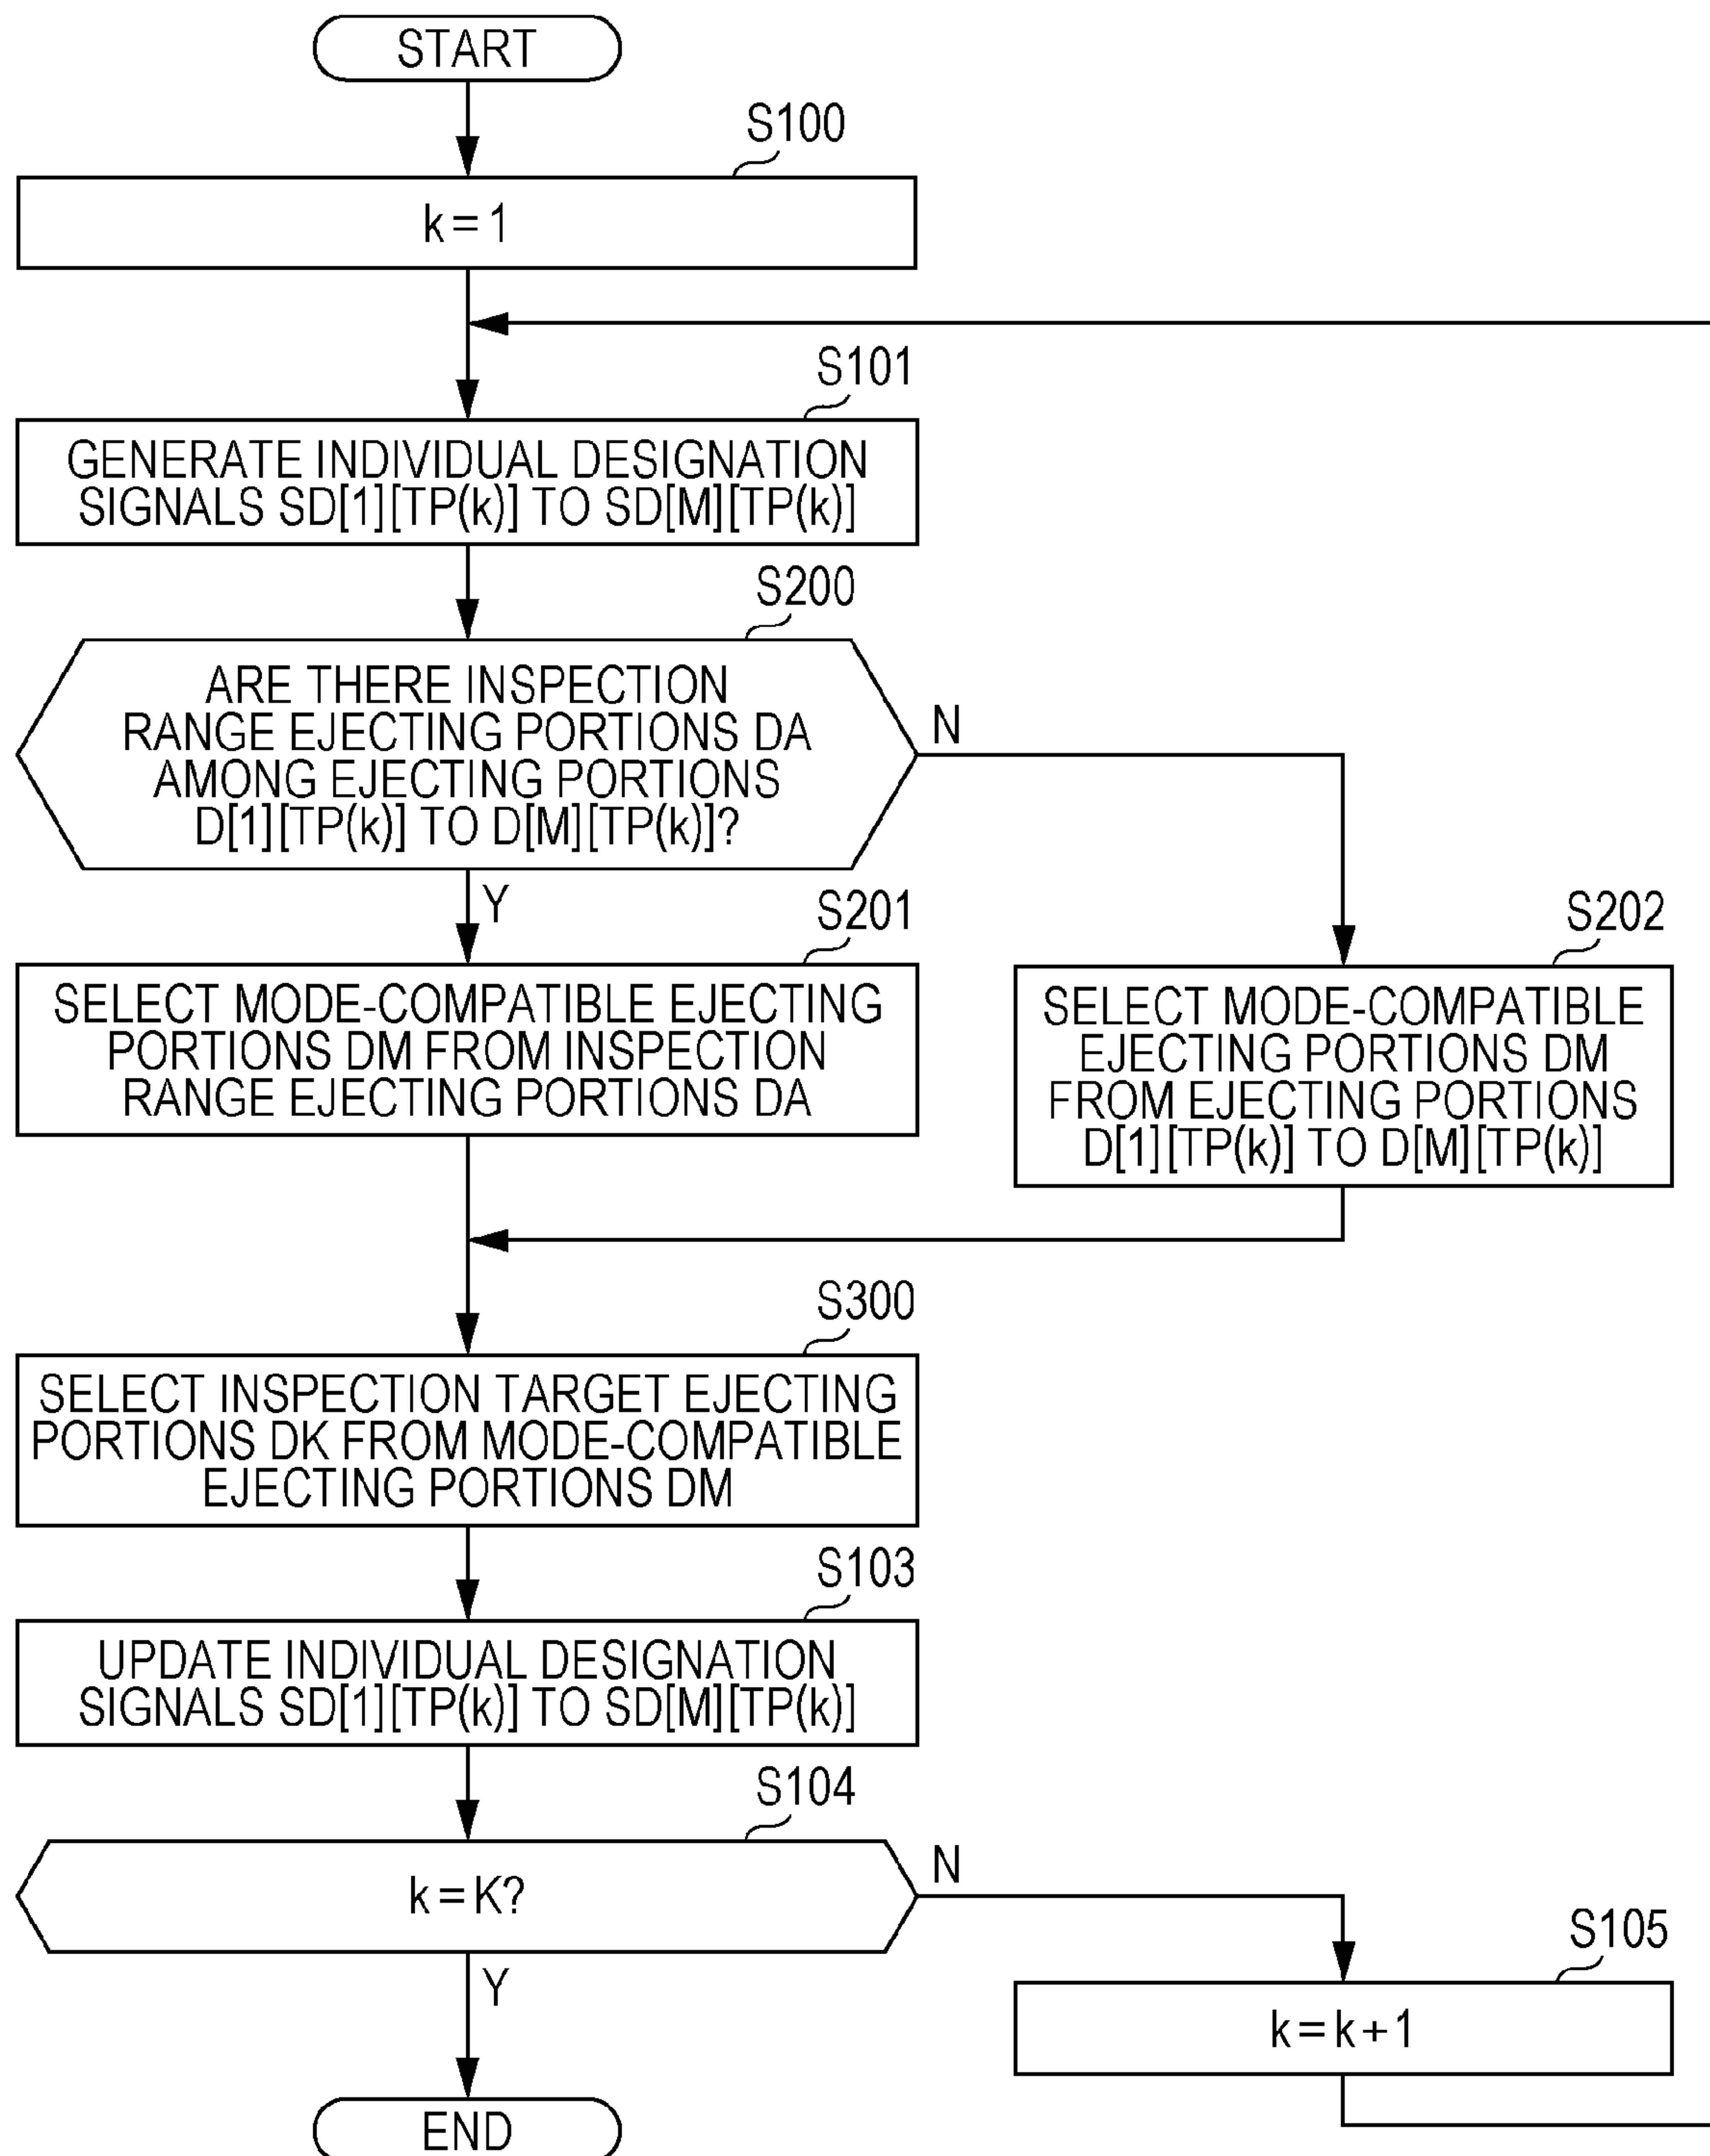 START
S100
k=1
S101
GENERATE INDIVIDUAL DESIGNATION
SIGNALS SD[1][TP(k)] TO SD[M][TP(k)]
S200
ARE THERE INSPECTION
RANGE EJECTING PORTIONS DA
AMONG EJECTING PORTIONS
D[1][TP(k)] TO D[M][TP(k)]?
N
Y
S201
SELECT MODE-COMPATIBLE EJECTING
PORTIONS DM FROM INSPECTION
RANGE EJECTING PORTIONS DA
S202
SELECT MODE-COMPATIBLE
EJECTING PORTIONS DM
FROM EJECTING PORTIONS
D[1][TP(k)] TO D[M][TP(k)]
S300
SELECT INSPECTION TARGET EJECTING
PORTIONS DK FROM MODE-COMPATIBLE
EJECTING PORTIONS DM
S103
UPDATE INDIVIDUAL DESIGNATION
SIGNALS SD[1][TP(k)] TO SD[M][TP(k)]
S104
k=K?
N
Y
S105
k=k+1
END